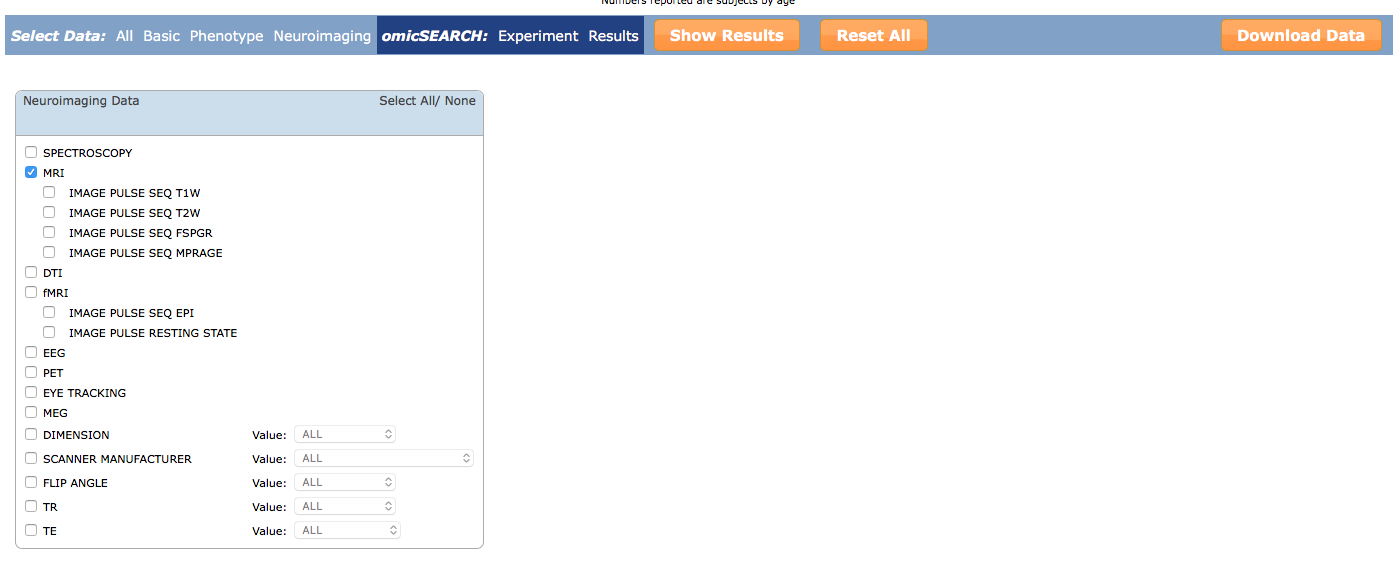 Numbers reported are subjects by age
Select Data: All Basic Phenotype Neuroimaging omicSEARCH: Experiment Results Show Results Reset All Download Data
Neuroimaging Data Select All/ None
SPECTROSCOPY
MRI
IMAGE PULSE SEQ T1W
IMAGE PULSE SEQ T2W
IMAGE PULSE SEQ FSPGR
IMAGE PULSE SEQ MPRAGE
DTI
fMRI
IMAGE PULSE SEQ EPI
IMAGE PULSE RESTING STATE
EEG
PET
EYE TRACKING
MEG
DIMENSION Value: ALL
SCANNER MANUFACTURER Value: ALL
FLIP ANGLE Value: ALL
TR Value: ALL
TE Value: ALL